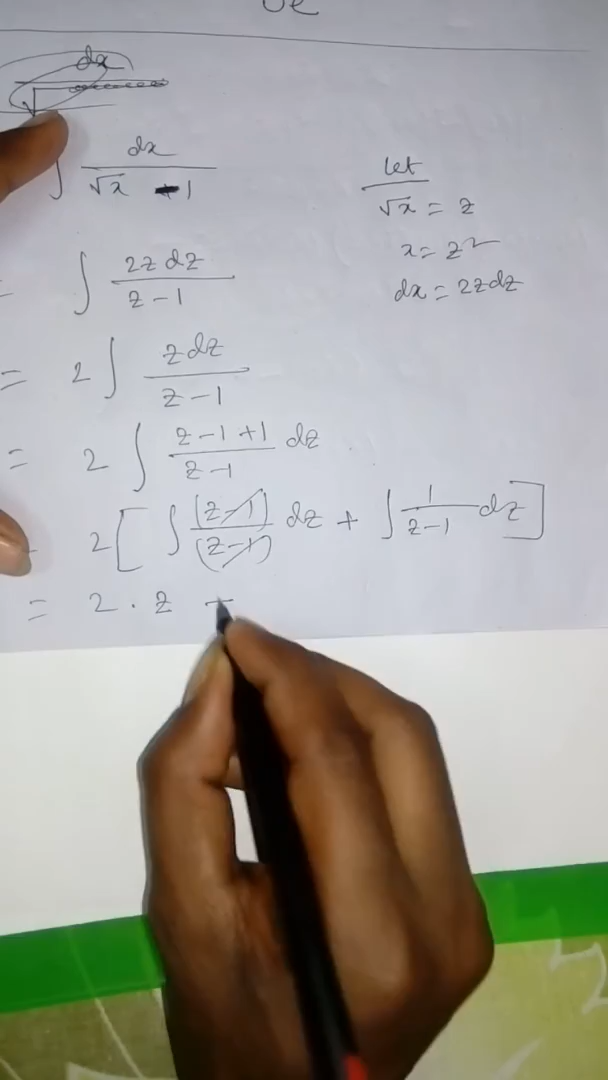 dx
√
∫ dx / (√x - 1)
let
√x = z
x = z²
dx = 2z dz
= ∫ 2z dz / (z - 1)
= 2 ∫ z dz / (z - 1)
= 2 ∫ (z - 1 + 1) / (z - 1) dz
2 [ ∫ (z-1) / (z-1) dz + ∫ 1 / (z-1) dz ]
= 2 . z